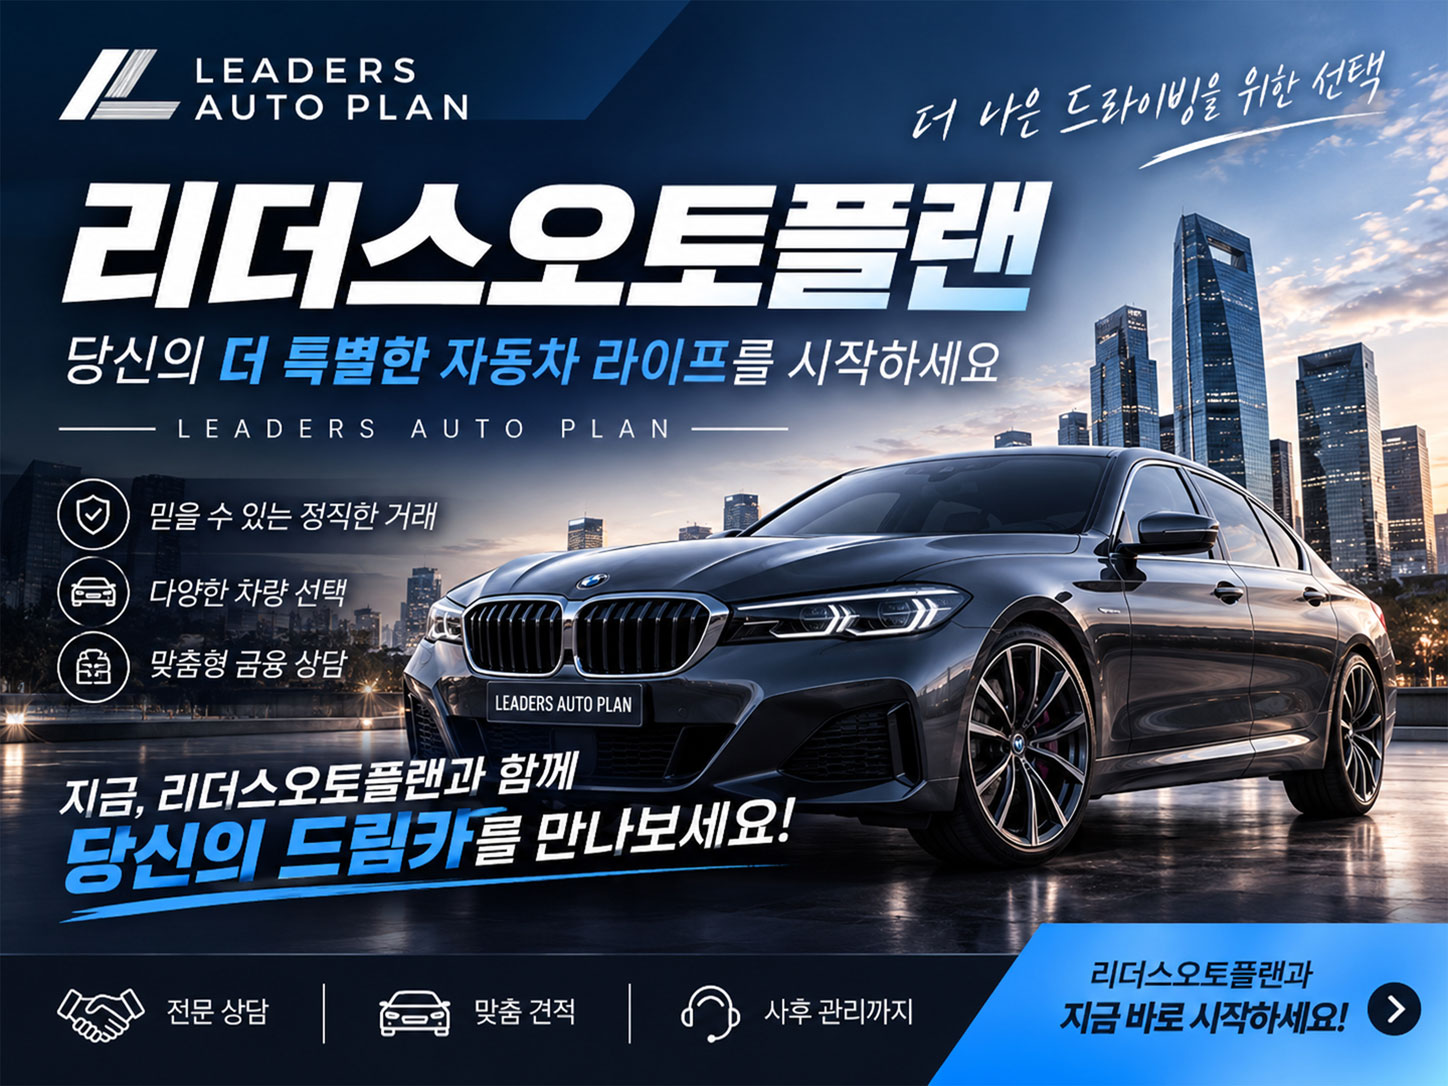 LEADERS
AUTO PLAN
더 나은 드라이빙을 위한 선택
리더스오토플랜
당신의 더 특별한 자동차 라이프를 시작하세요
LEADERS AUTO PLAN
믿을 수 있는 정직한 거래
다양한 차량 선택
맞춤형 금융 상담
LEADERS AUTO PLAN
지금, 리더스오토플랜과 함께
당신의 드림카를 만나보세요!
전문 상담
맞춤 견적
사후 관리까지
리더스오토플랜과
지금 바로 시작하세요!